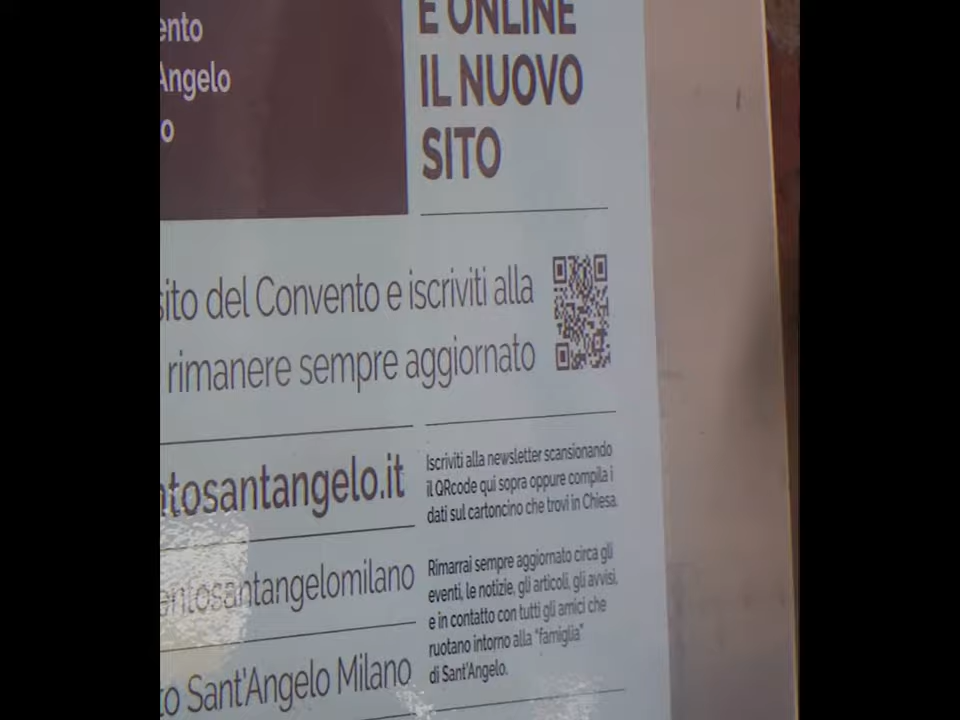 Angelo
È ONLINE
IL NUOVO
SITO
del Convento e iscriviti alla
rimanere sempre aggiornato
Iscriviti alla newsletter scansionando
il QRcode qui sopra oppure compila i
dati sul cartoncino che trovi in Chiesa.
Rimarrai sempre aggiornato circa gli
eventi, le notizie, gli articoli, gli avvisi,
e in contatto con tutti gli amici che
ruotano intorno alla "famiglia"
di Sant'Angelo.
ntosantangelo.it
entosantangelomilano
to Sant'Angelo Milano